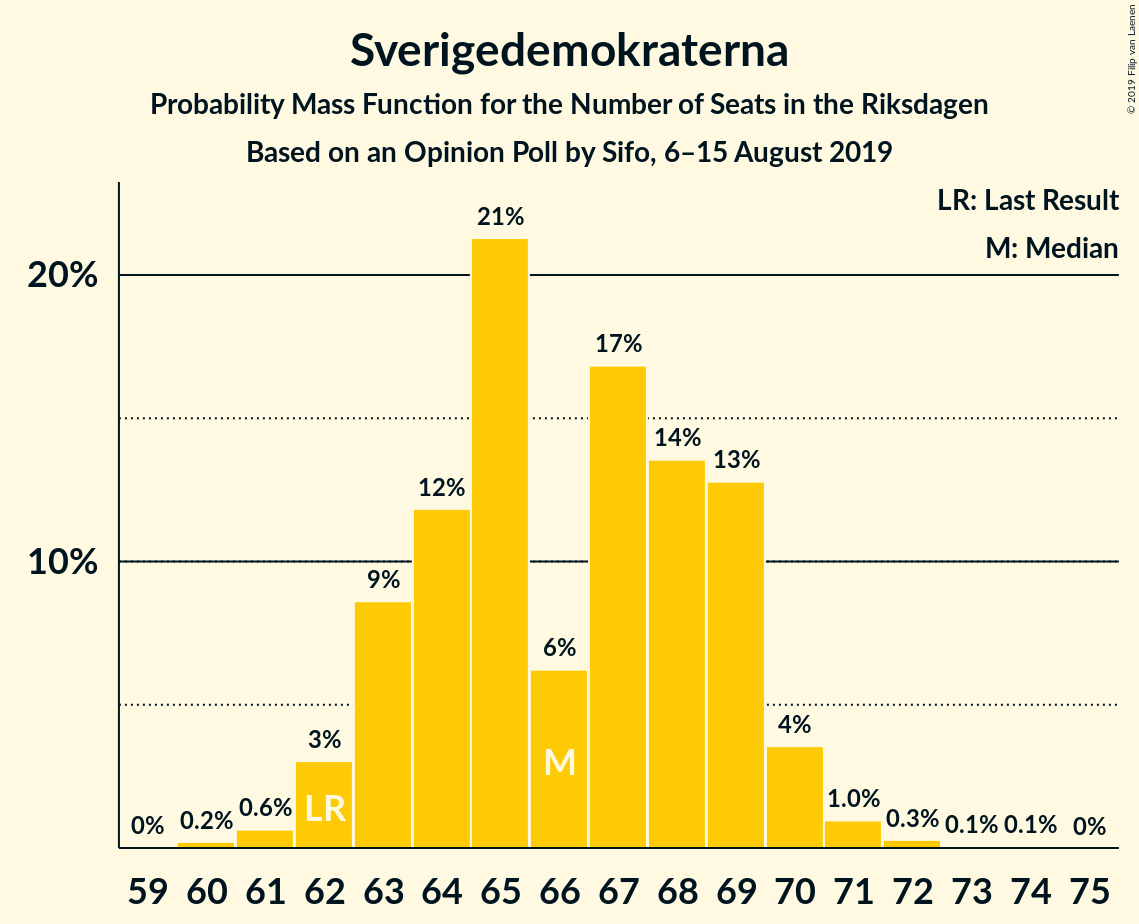 Sverigedemokraterna
Probability Mass Function for the Number of Seats in the Riksdagen
Based on an Opinion Poll by Sifo, 6–15 August 2019
© 2019 Filip van Laenen
LR: Last Result
M: Median
20%
10%
0%
0.2%
0.6%
3%
9%
12%
21%
6%
17%
14%
13%
4%
1.0%
0.3%
0.1%
0.1%
0%
LR
M
59 60 61 62 63 64 65 66 67 68 69 70 71 72 73 74 75